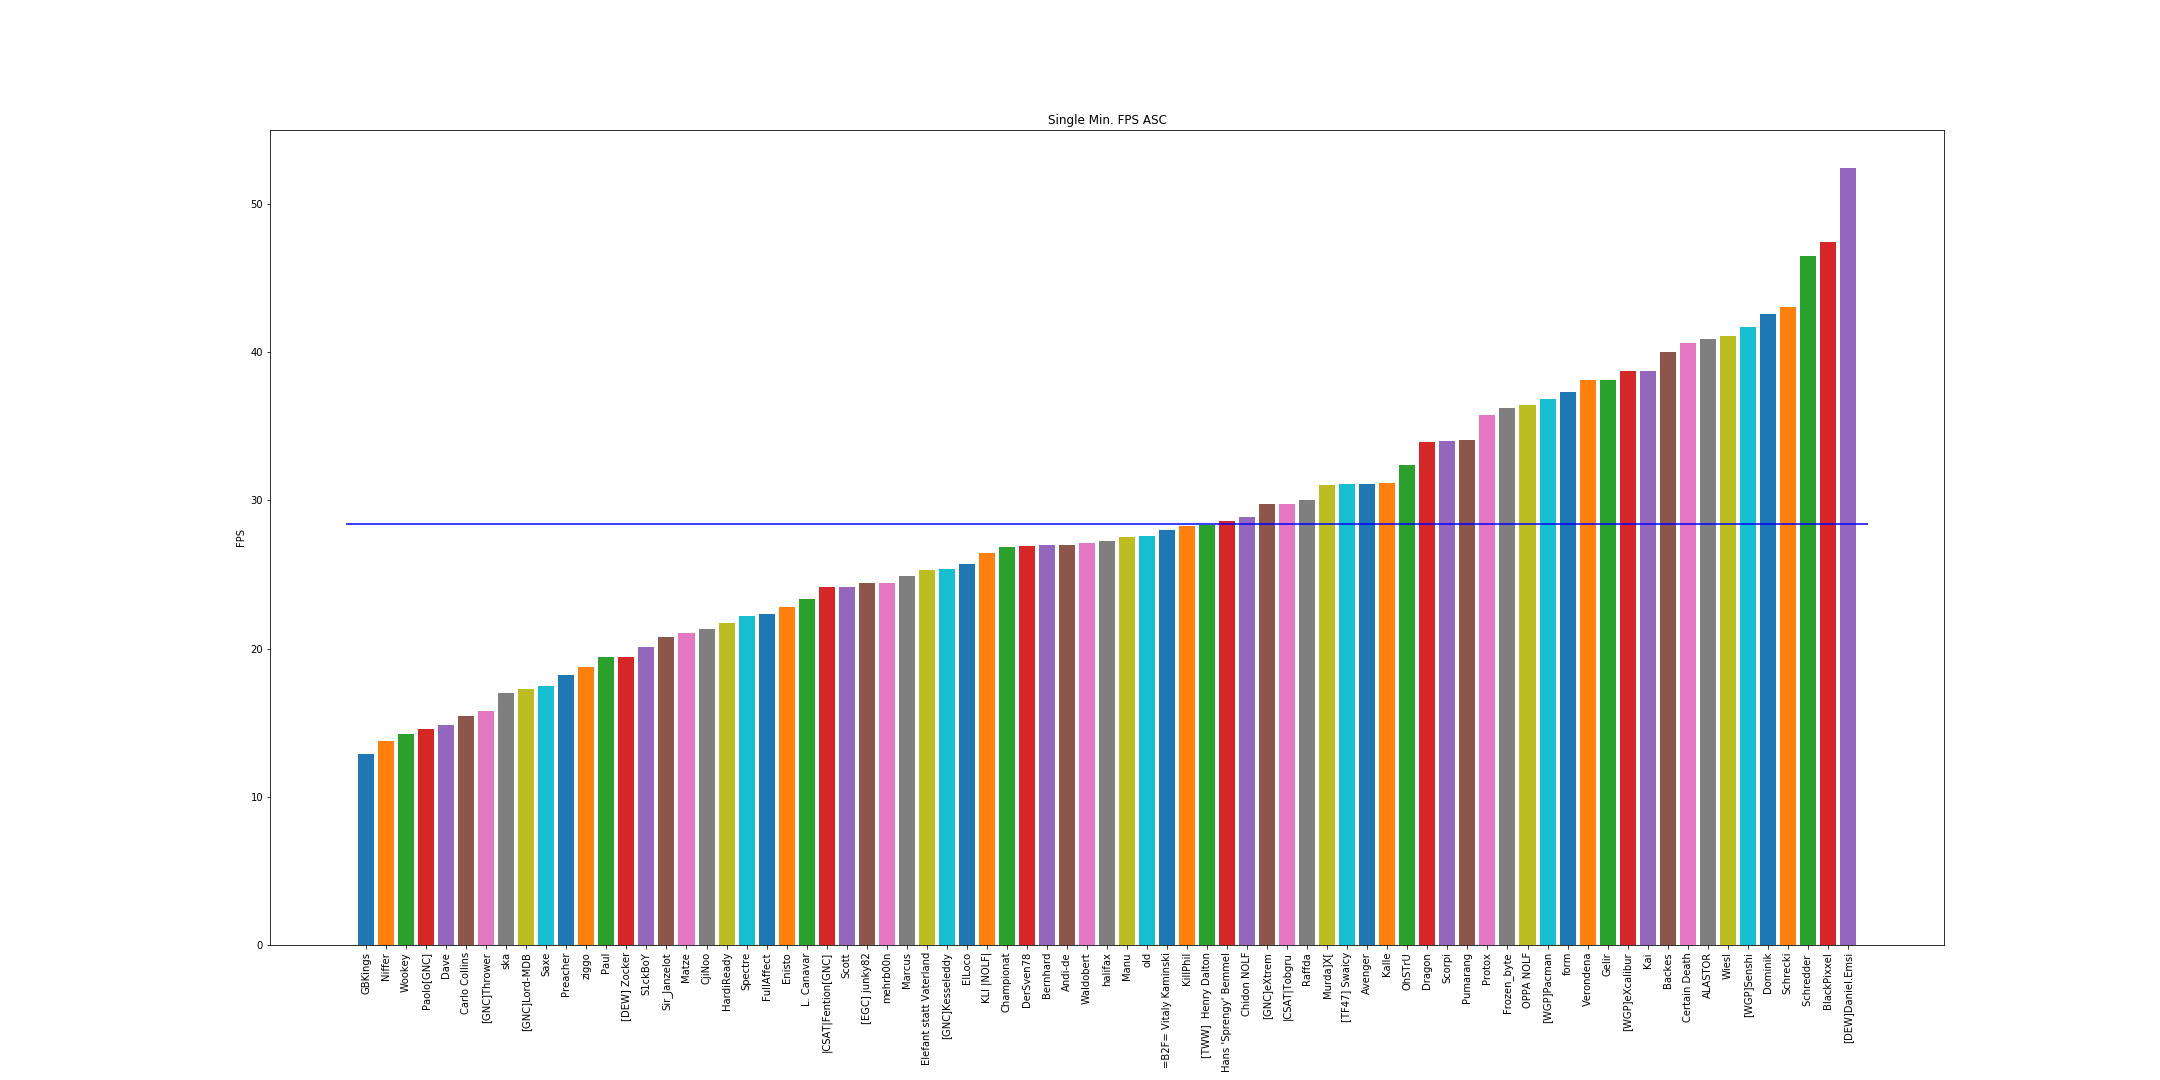 Single Min. FPS ASC
FPS
50
40
30
20
10
0
GBKings
Niffer
Wookey
Paolo[GNC]
Dave
Carlo Collins
[GNC]Thrower
ska
[GNC]Lord-MDB
Saxe
Preacher
ziggo
Paul
[DEW] Zocker
S1ckBoY
Sir_Janzelot
Matze
CjiNoo
HardiReady
Spectre
FullAffect
Enisto
L. Canavar
|CSAT|Fention[GNC]
Scott
[EGC] junky82
mehrb00n
Marcus
Elefant statt Vaterland
[GNC]Kesseleddy
ElLoco
KLI |NOLF|
Championat
DerSven78
Bernhard
Andi-de
Waldobert
halifax
Manu
old
=B2F= Vitaly Kaminski
KillPhil
[TWW]  Henry Dalton
Hans 'Sprengy' Bemmel
Chidon NOLF
[GNC]eXtrem
|CSAT|Tobgru
Raffda
Murda]X[
[TF47] Swaicy
Avenger
Kalle
OhSTrU
Dragon
Scorpi
Pumarang
Protox
Frozen_byte
OPPA NOLF
[WGP]Pacman
form
Verondena
Gelir
[WGP]eXcalibur
Kai
Backes
Certain Death
ALASTOR
Wiesl
[WGP]Senshi
Dominik
Schrecki
Schredder
BlackPixxel
[DEW]Daniel.Emsi